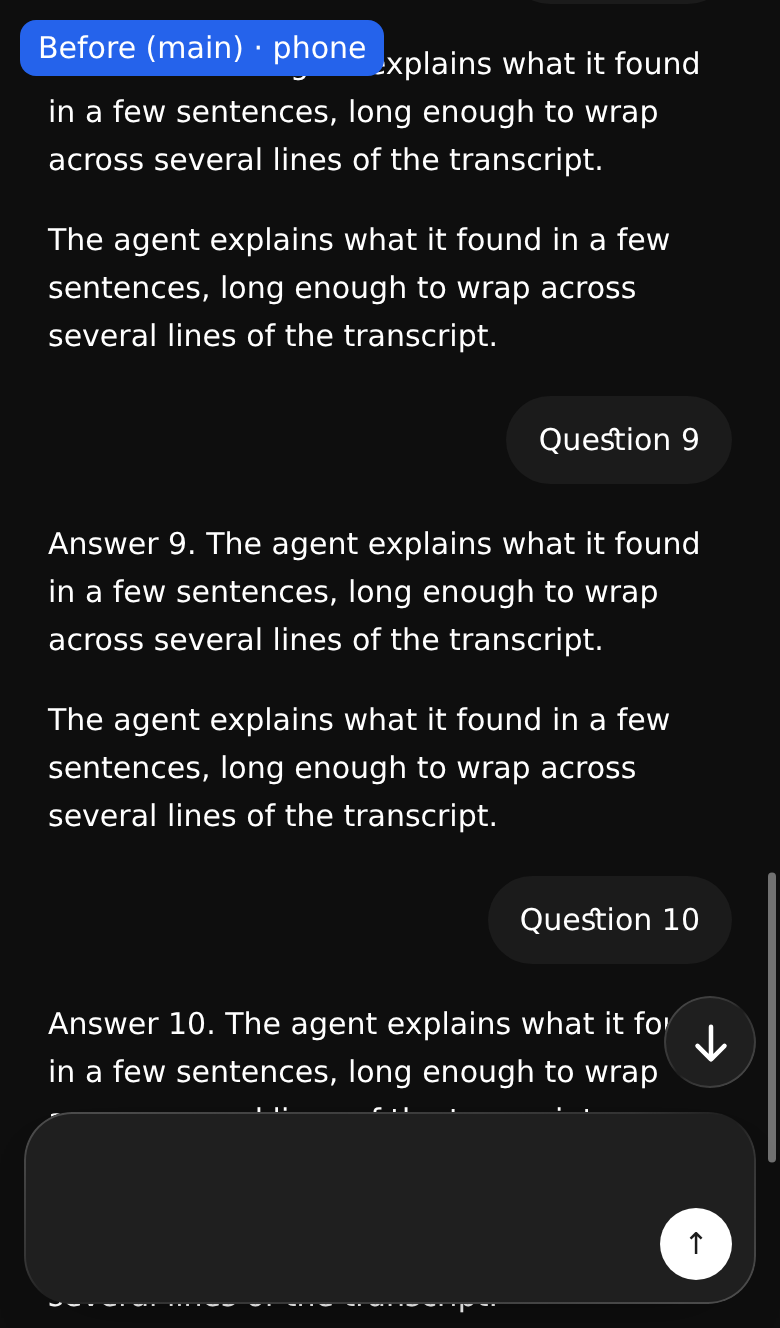 Before (main) · phone
explains what it found
in a few sentences, long enough to wrap
across several lines of the transcript.
The agent explains what it found in a few
sentences, long enough to wrap across
several lines of the transcript.
Question 9
Answer 9. The agent explains what it found
in a few sentences, long enough to wrap
across several lines of the transcript.
The agent explains what it found in a few
sentences, long enough to wrap across
several lines of the transcript.
Question 10
Answer 10. The agent explains what it
in a few sentences, long enough to wrap
several lines of the transcript.